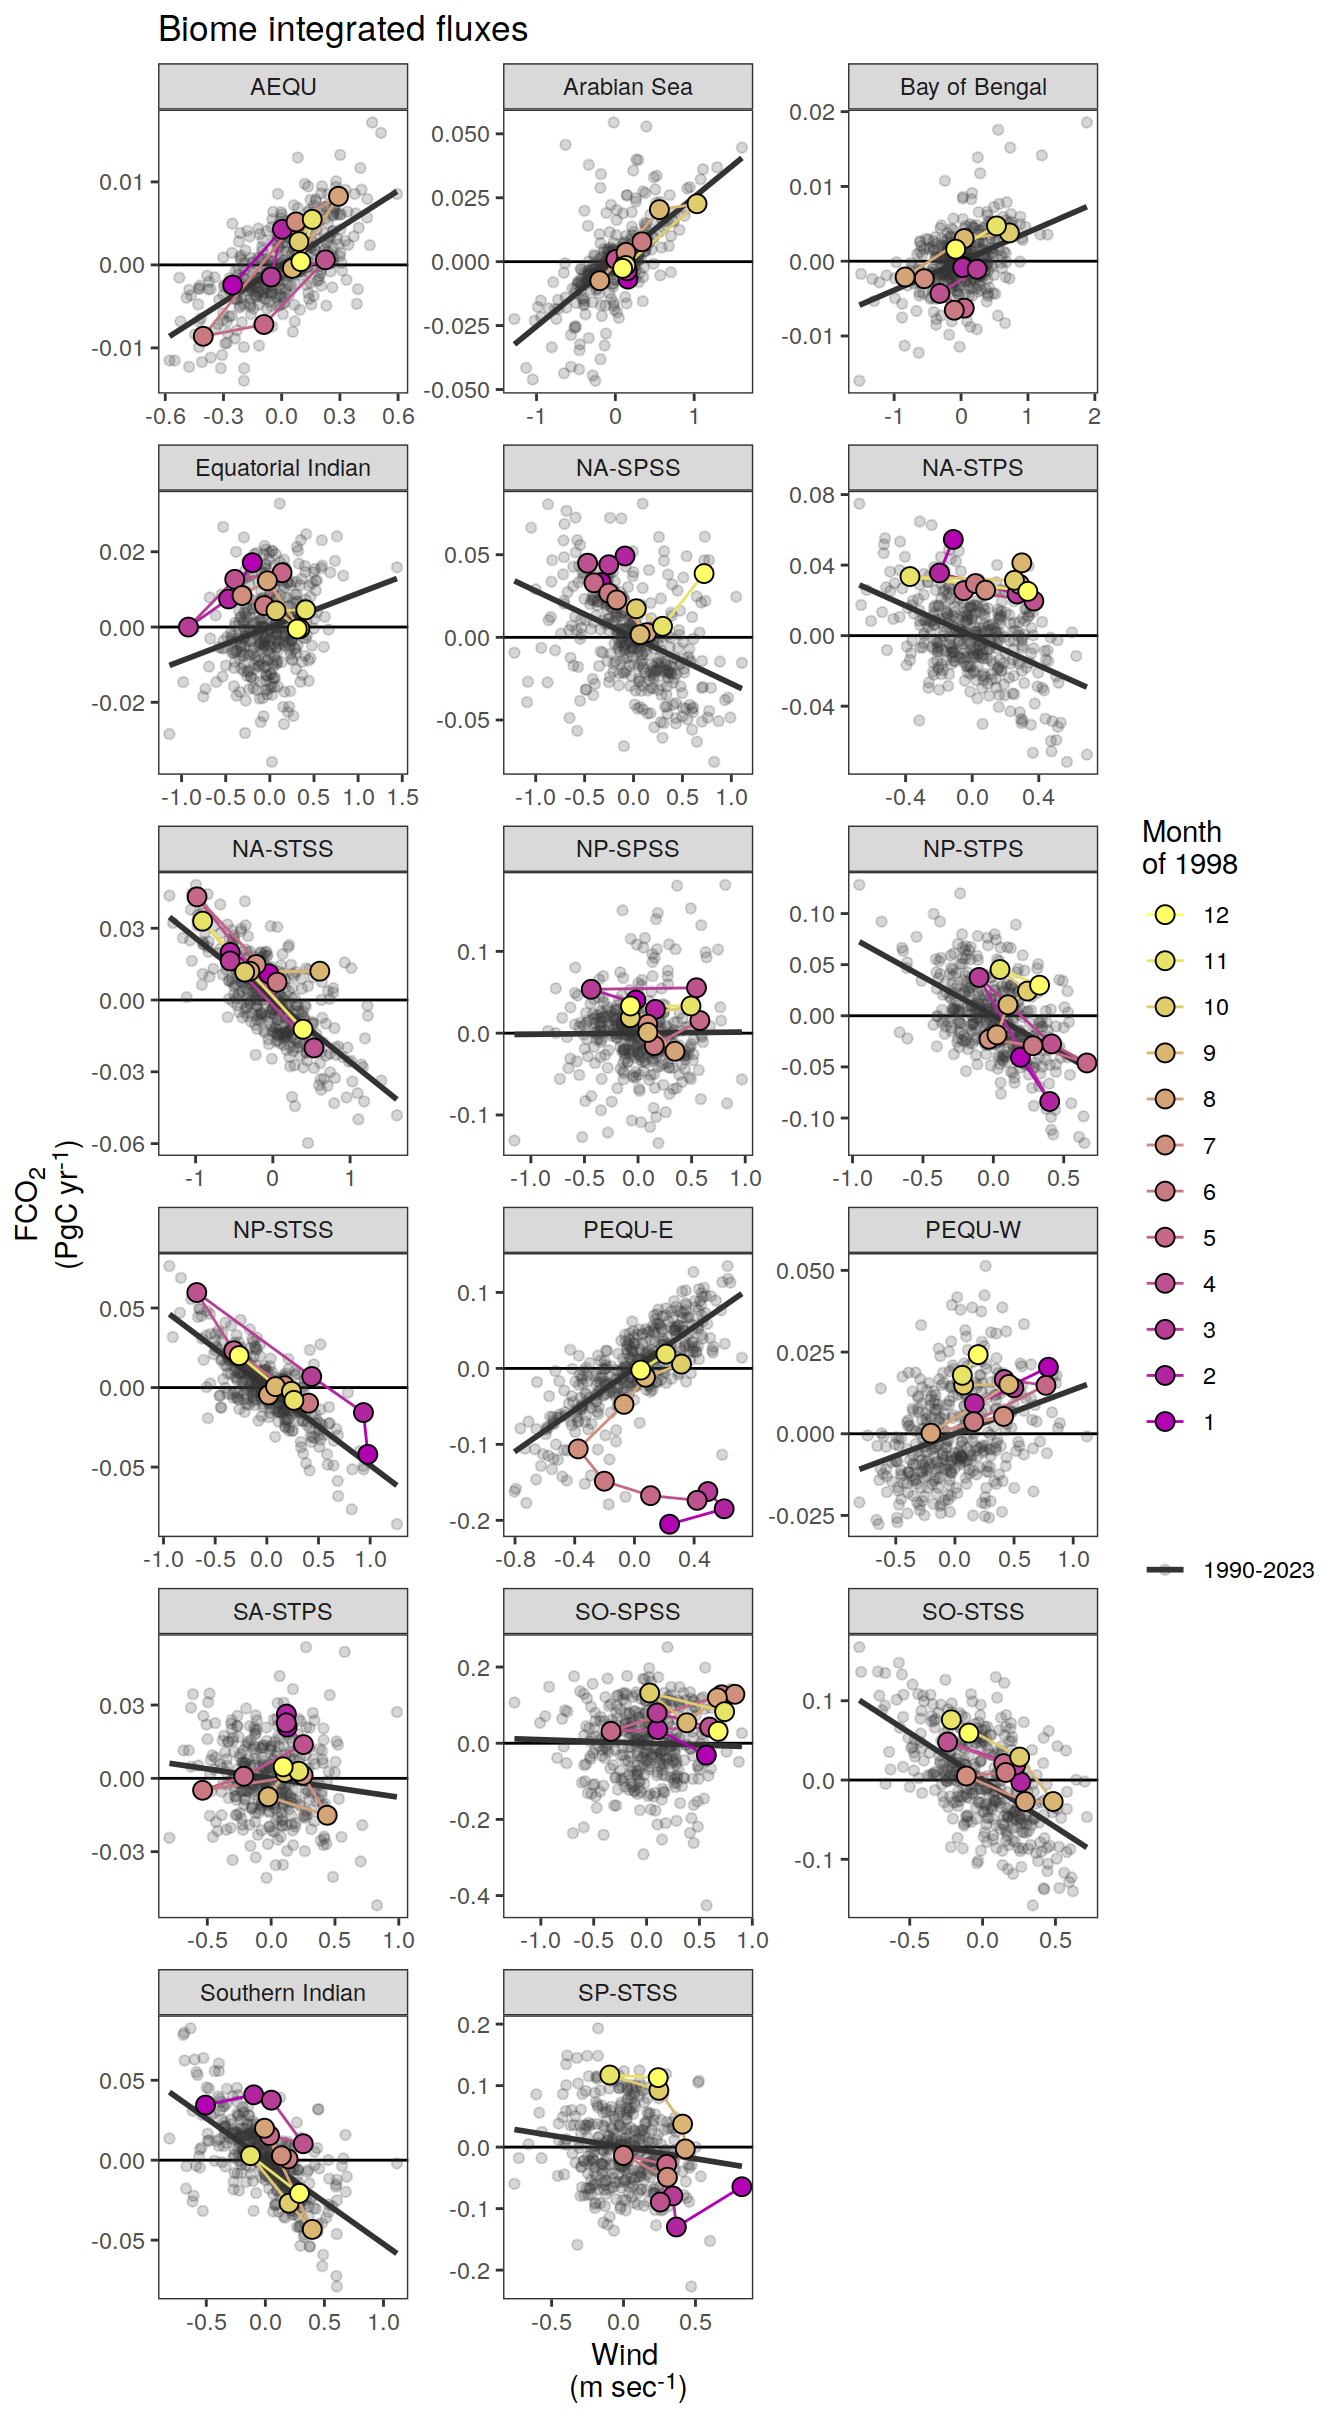 Biome integrated fluxes
AEQU
Arabian Sea
Bay of Bengal
0.01
0.00
-0.01
0.050
0.025
0.000
-0.025
-0.050
0.02
0.01
0.00
-0.01
-0.6 -0.3 0.0 0.3 0.6
-1 0 1
-1 0 1 2
Equatorial Indian
NA-SPSS
NA-STPS
0.02
0.00
-0.02
0.05
0.00
-0.05
0.08
0.04
0.00
-0.04
-1.0 -0.5 0.0 0.5 1.0 1.5
-1.0 -0.5 0.0 0.5 1.0
-0.4 0.0 0.4
NA-STSS
NP-SPSS
NP-STPS
0.03
0.00
-0.03
-0.06
0.1
0.0
-0.1
0.10
0.05
0.00
-0.05
-0.10
-1 0 1
-1.0 -0.5 0.0 0.5 1.0
-1.0 -0.5 0.0 0.5
NP-STSS
PEQU-E
PEQU-W
0.05
0.00
-0.05
0.1
0.0
-0.1
-0.2
0.050
0.025
0.000
-0.025
-1.0 -0.5 0.0 0.5 1.0
-0.8 -0.4 0.0 0.4
-0.5 0.0 0.5 1.0
SA-STPS
SO-SPSS
SO-STSS
0.03
0.00
-0.03
0.2
0.0
-0.2
-0.4
0.1
0.0
-0.1
-0.5 0.0 0.5 1.0
-1.0 -0.5 0.0 0.5 1.0
-0.5 0.0 0.5
Southern Indian
SP-STSS
0.05
0.00
-0.05
0.2
0.1
0.0
-0.1
-0.2
-0.5 0.0 0.5 1.0
-0.5 0.0 0.5
Wind
(m sec⁻¹)
FCO₂
(PgC yr⁻¹)
Month
of 1998
12
11
10
9
8
7
6
5
4
3
2
1
1990-2023